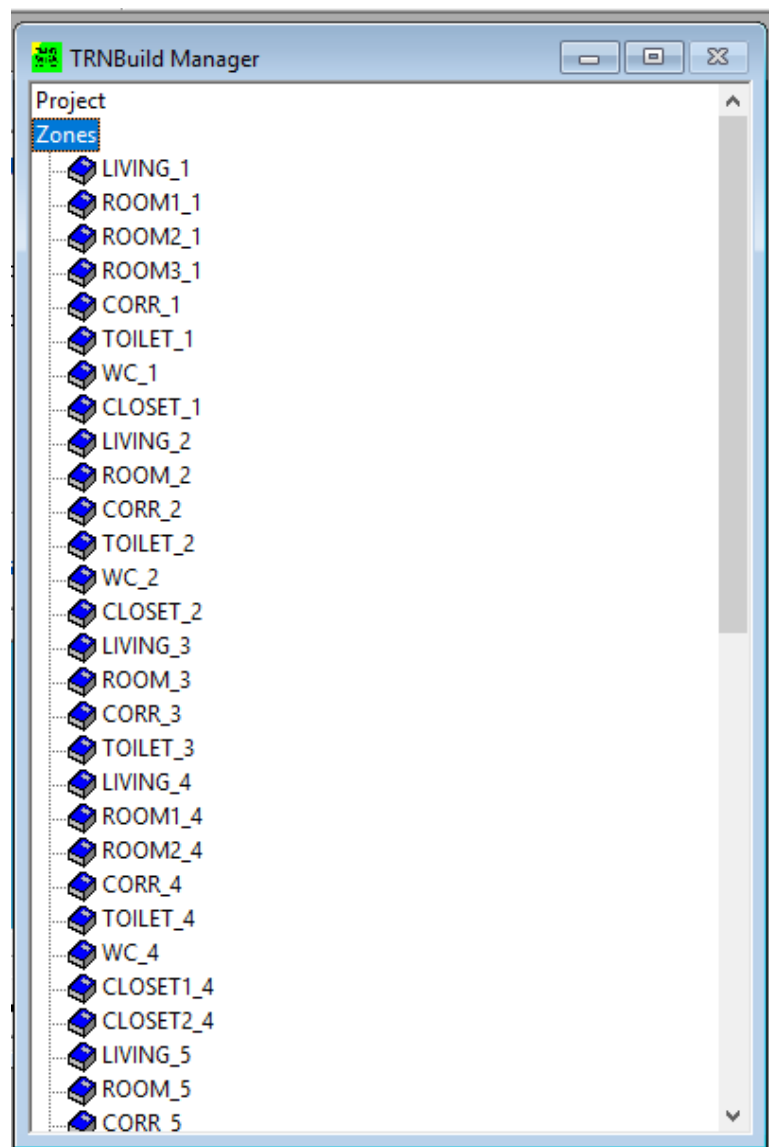 TRNBuild Manager
Project
Zones
LIVING_1
ROOM1_1
ROOM2_1
ROOM3_1
CORR_1
TOILET_1
WC_1
CLOSET_1
LIVING_2
ROOM_2
CORR_2
TOILET_2
WC_2
CLOSET_2
LIVING_3
ROOM_3
CORR_3
TOILET_3
LIVING_4
ROOM1_4
ROOM2_4
CORR_4
TOILET_4
WC_4
CLOSET1_4
CLOSET2_4
LIVING_5
ROOM_5
CORR_5